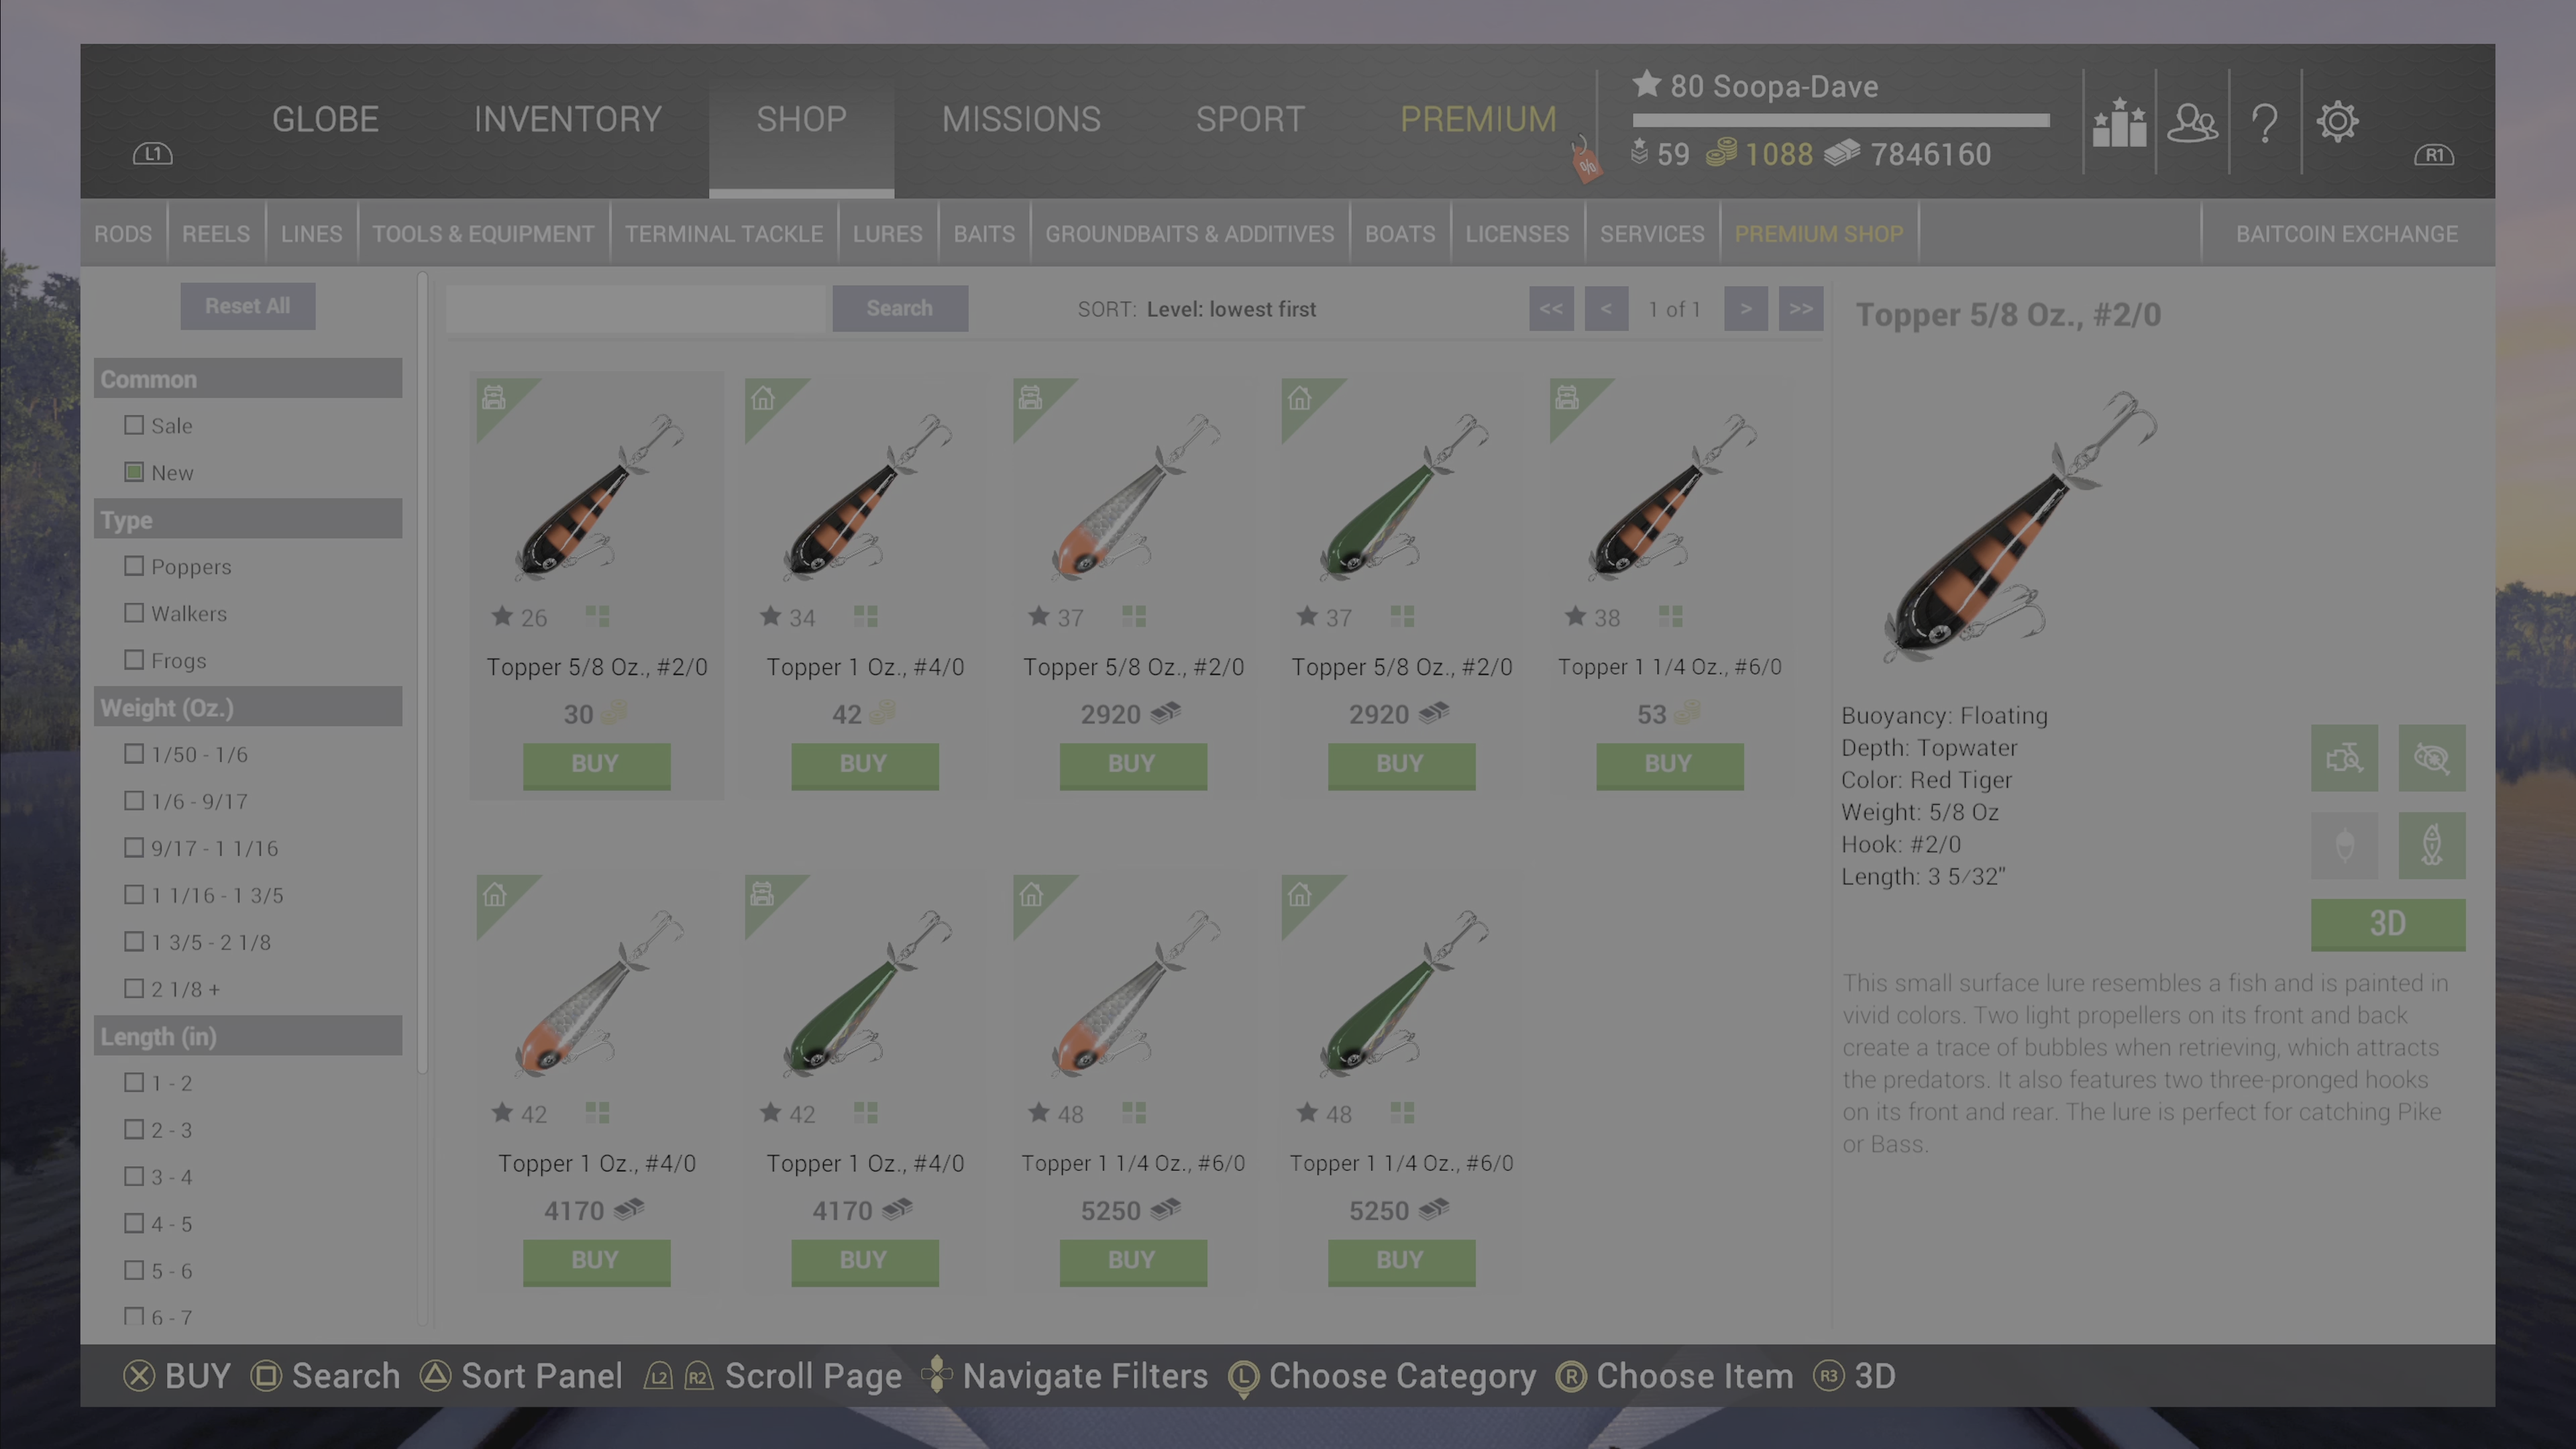 GLOBE INVENTORY SHOP MISSIONS SPORT PREMIUM
80 Soopa-Dave
59 1088 7846160
L1
%
R1
RODS REELS LINES TOOLS & EQUIPMENT TERMINAL TACKLE LURES BAITS GROUNDBAITS & ADDITIVES BOATS LICENSES SERVICES PREMIUM SHOP BAITCOIN EXCHANGE
Reset All
Common
Sale
New
Type
Poppers
Walkers
Frogs
Weight (Oz.)
1/50 - 1/6
1/6 - 9/17
9/17 - 1 1/16
1 1/16 - 1 3/5
1 3/5 - 2 1/8
2 1/8 +
Length (in)
1 - 2
2 - 3
3 - 4
4 - 5
5 - 6
6 - 7
Search
SORT: Level: lowest first
<< < 1 of 1 > >>
26 34 37 37 38
Topper 5/8 Oz., #2/0 Topper 1 Oz., #4/0 Topper 5/8 Oz., #2/0 Topper 5/8 Oz., #2/0 Topper 1 1/4 Oz., #6/0
30 42 2920 2920 53
BUY BUY BUY BUY BUY
42 42 48 48
Topper 1 Oz., #4/0 Topper 1 Oz., #4/0 Topper 1 1/4 Oz., #6/0 Topper 1 1/4 Oz., #6/0
4170 4170 5250 5250
BUY BUY BUY BUY
Topper 5/8 Oz., #2/0
Buoyancy: Floating
Depth: Topwater
Color: Red Tiger
Weight: 5/8 Oz
Hook: #2/0
Length: 3 5/32"
3D
This small surface lure resembles a fish and is painted in
vivid colors. Two light propellers on its front and back
create a trace of bubbles when retrieving, which attracts
the predators. It also features two three-pronged hooks
on its front and rear. The lure is perfect for catching Pike
or Bass.
BUY Search Sort Panel L2 R2 Scroll Page Navigate Filters L Choose Category R Choose Item R3 3D